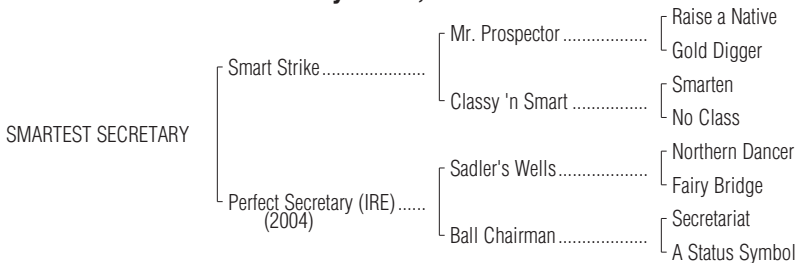 Raise a Native
Mr. Prospector ...................
Gold Digger
Smart Strike......................
Smarten
Classy 'n Smart .................
No Class
SMARTEST SECRETARY
Northern Dancer
Sadler's Wells...................
Fairy Bridge
Perfect Secretary (IRE)......
(2004)
Secretariat
Ball Chairman....................
A Status Symbol